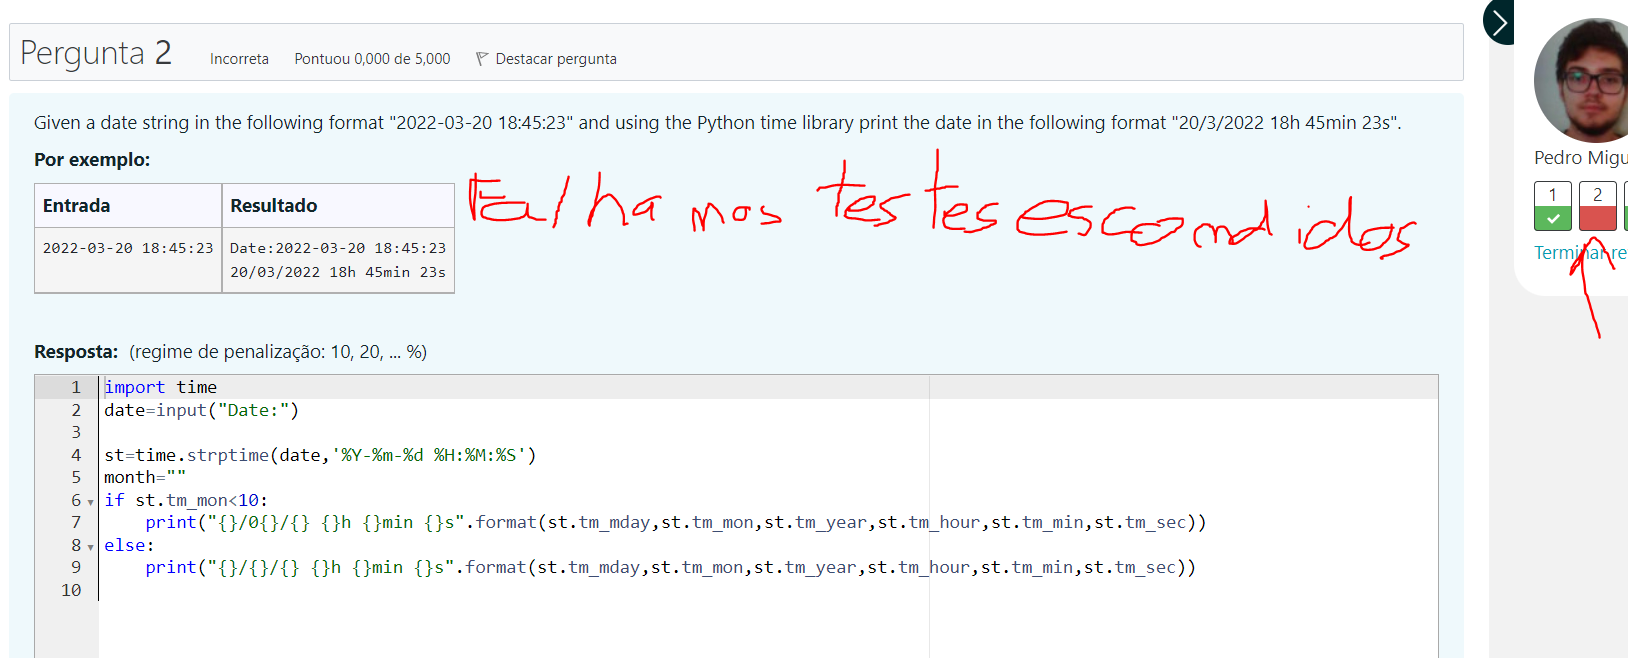 Pergunta 2
Incorreta
Pontuou 0,000 de 5,000
Destacar pergunta
Given a date string in the following format "2022-03-20 18:45:23" and using the Python time library print the date in the following format "20/3/2022 18h 45min 23s".
Por exemplo:
Entrada Resultado
2022-03-20 18:45:23 Date:2022-03-20 18:45:23
20/03/2022 18h 45min 23s
Falha nos testes escondidos
Resposta: (regime de penalização: 10, 20, ... %)
1 import time
2 date=input("Date:")
3
4 st=time.strptime(date,'%Y-%m-%d %H:%M:%S')
5 month=""
6 if st.tm_mon<10:
7     print("{}/0{}/{} {}h {}min {}s".format(st.tm_mday,st.tm_mon,st.tm_year,st.tm_hour,st.tm_min,st.tm_sec))
8 else:
9     print("{}/{}/{} {}h {}min {}s".format(st.tm_mday,st.tm_mon,st.tm_year,st.tm_hour,st.tm_min,st.tm_sec))
10
Pedro Migu
1 2
Terminar re